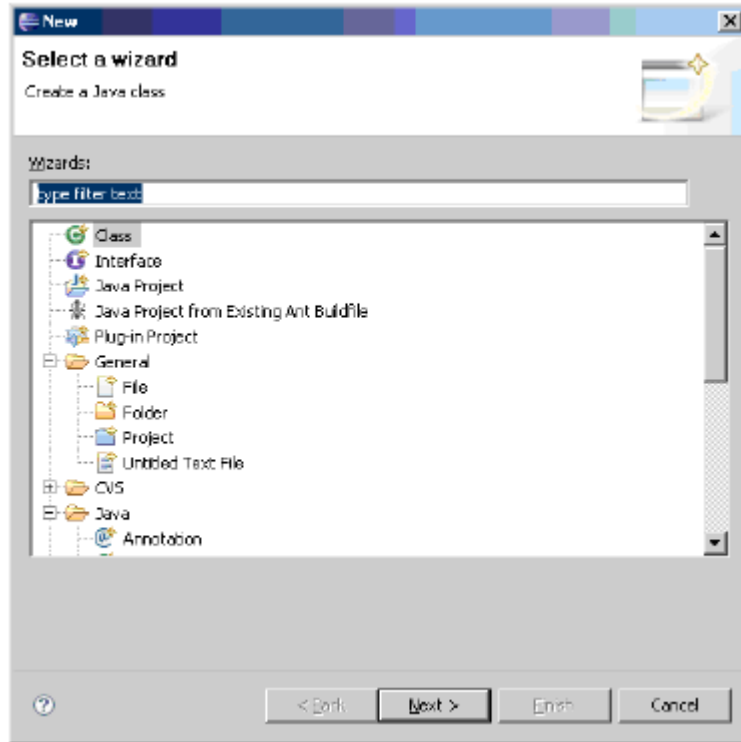 New
Select a wizard
Create a Java class
Wizards:
type filter text
Class
Interface
Java Project
Java Project from Existing Ant Buildfile
Plug-in Project
General
File
Folder
Project
Untitled Text File
CVS
Java
Annotation
< Back Next > Finish Cancel